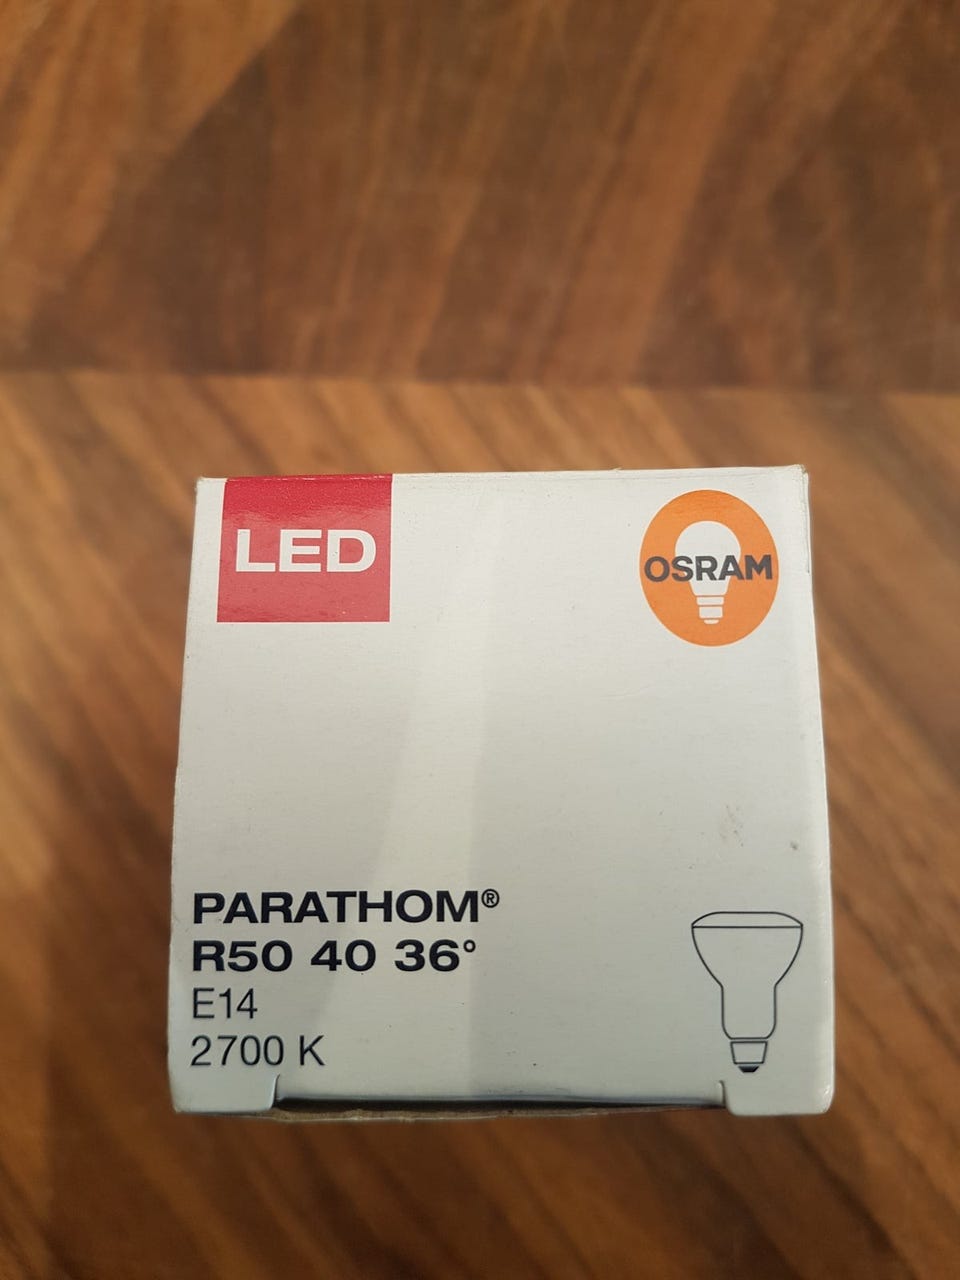 LED
OSRAM
PARATHOM®
R50 40 36°
E14
2700 K